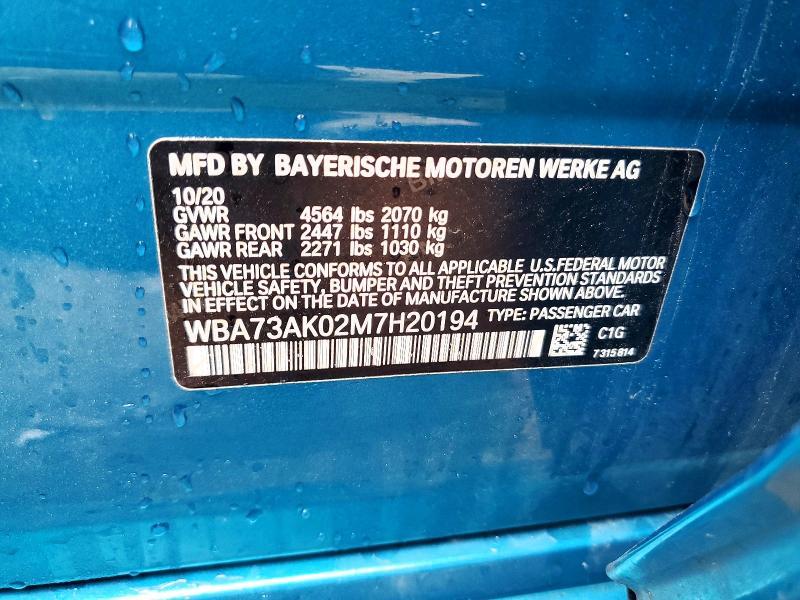 MFD BY BAYERISCHE MOTOREN WERKE AG
10/20
GVWR 4564 lbs 2070 kg
GAWR FRONT 2447 lbs 1110 kg
GAWR REAR 2271 lbs 1030 kg
THIS VEHICLE CONFORMS TO ALL APPLICABLE U.S.FEDERAL MOTOR
VEHICLE SAFETY, BUMPER AND THEFT PREVENTION STANDARDS
IN EFFECT ON THE DATE OF MANUFACTURE SHOWN ABOVE.
WBA73AK02M7H20194 TYPE: PASSENGER CAR
C1G
7315814